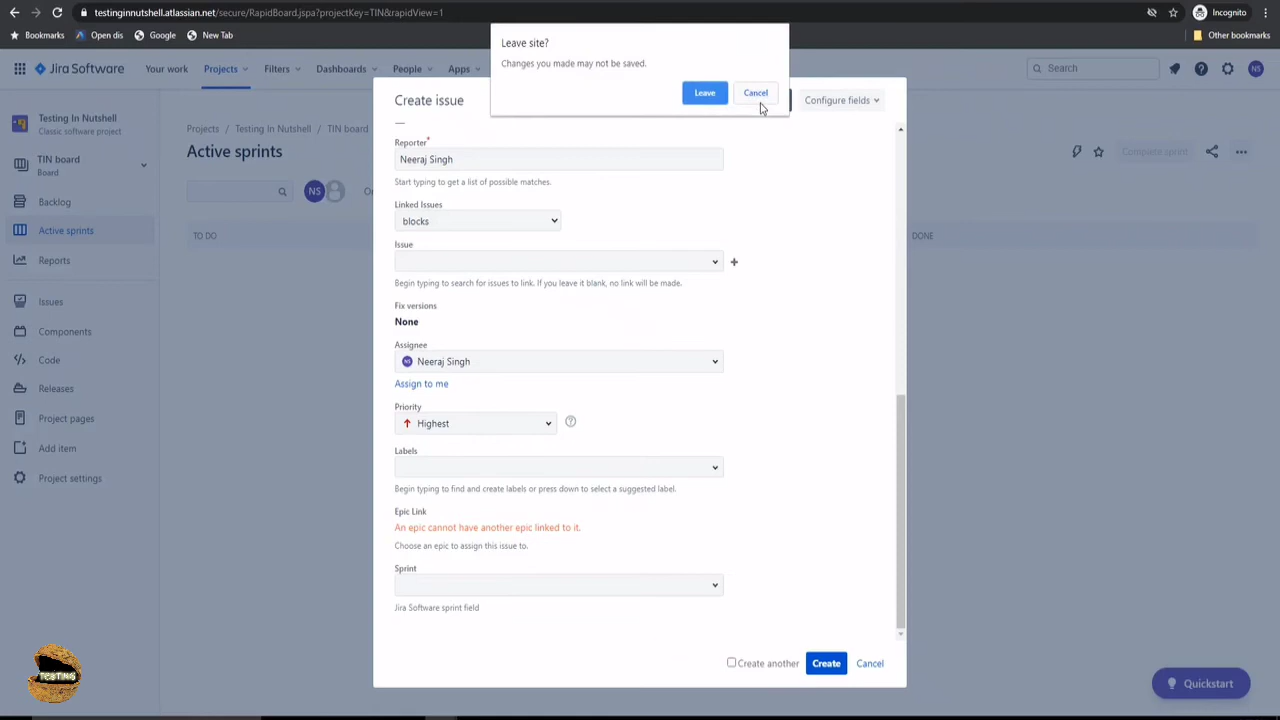 testinginnutshell.atlassian.net/secure/RapidBoard.jspa?projectKey=TIN&rapidView=1
Incognito
Bookmarks
Open dis
Google
New Tab
Other bookmarks
Leave site?
Changes you made may not be saved.
Leave
Cancel
Jira Software
Your work
Projects
Filters
Dashboards
People
Apps
Search
NS
Create issue
Configure fields
Testing In Nutshell
Classic software project
TIN board
Board
Backlog
Active sprints
Reports
Issues
Components
Code
Releases
Project pages
Add item
Project settings
Projects / Testing In Nutshell / TIN board
Active sprints
Complete sprint
NS
TO DO
DONE
Reporter*
Neeraj Singh
Start typing to get a list of possible matches.
Linked Issues
blocks
Issue
Begin typing to search for issues to link. If you leave it blank, no link will be made.
Fix versions
None
Assignee
Neeraj Singh
Assign to me
Priority
Highest
Labels
Begin typing to find and create labels or press down to select a suggested label.
Epic Link
An epic cannot have another epic linked to it.
Choose an epic to assign this issue to.
Sprint
Jira Software sprint field
Create another
Create
Cancel
Quickstart
TESTING